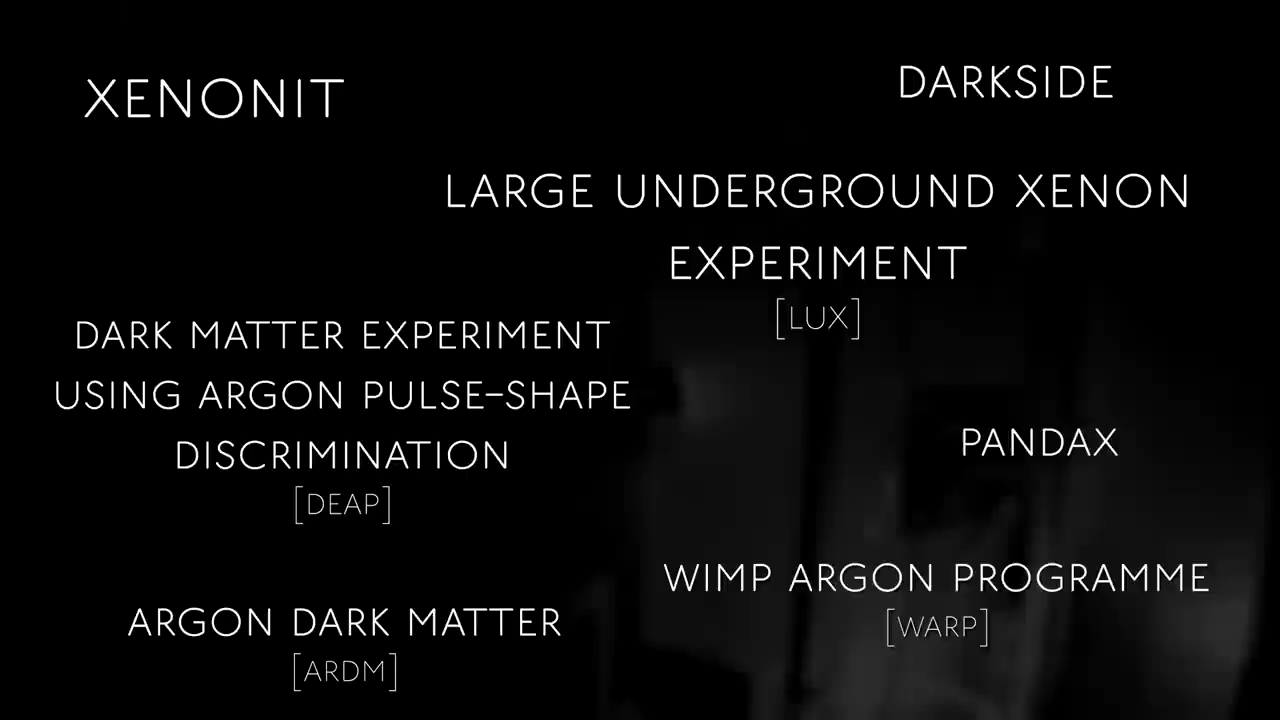 XENONIT
DARKSIDE
LARGE UNDERGROUND XENON
EXPERIMENT
[LUX]
DARK MATTER EXPERIMENT
USING ARGON PULSE-SHAPE
DISCRIMINATION
[DEAP]
PANDAX
WIMP ARGON PROGRAMME
[WARP]
ARGON DARK MATTER
[ARDM]